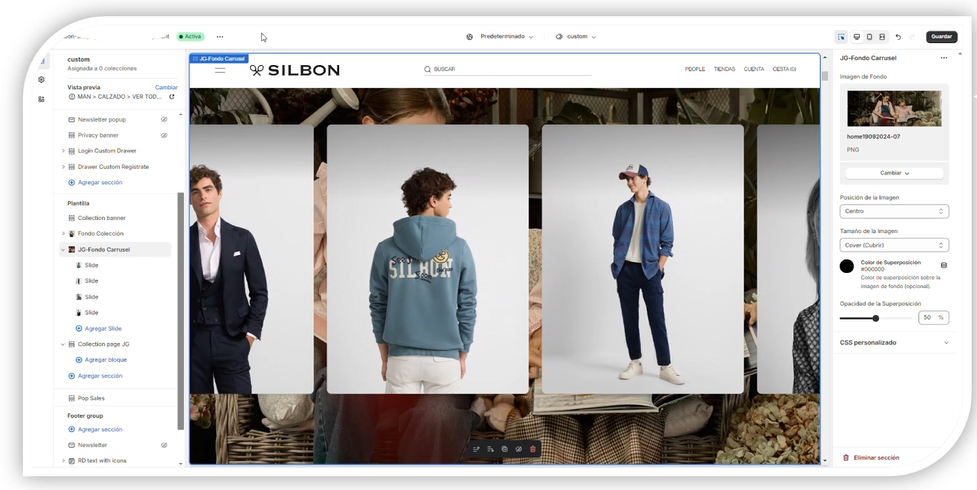 Activa
Predeterminado
custom
Guardar
custom
Asignada a 0 colecciones
Vista previa
Cambiar
MAN > CALZADO > VER TOD...
Newsletter popup
Privacy banner
Login Custom Drawer
Drawer Custom Registrate
Agregar sección
Plantilla
Collection banner
Fondo Colección
JG-Fondo Carrusel
Slide
Slide
Slide
Slide
Agregar Slide
Collection page JG
Agregar bloque
Agregar sección
Pop Sales
Footer group
Agregar sección
Newsletter
RD text with icons
JG-Fondo Carrusel
SILBON
BUSCAR
PEOPLE TIENDAS CUENTA CESTA (0)
SILBON
JG-Fondo Carrusel
Imagen de Fondo
home19092024-07
PNG
Cambiar
Posición de la Imagen
Centro
Tamaño de la Imagen
Cover (Cubrir)
Color de Superposición
#000000
Color de superposición sobre la
imagen de fondo (opcional).
Opacidad de la Superposición
50 %
CSS personalizado
Eliminar sección